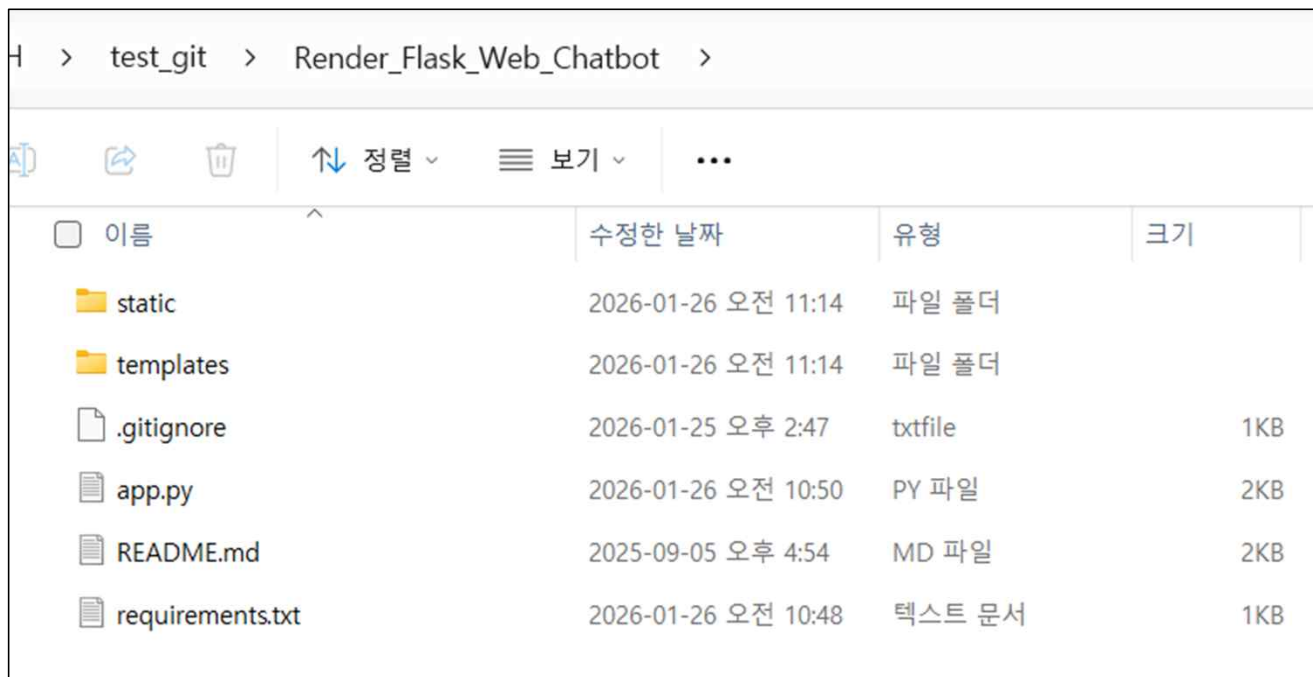 > test_git > Render_Flask_Web_Chatbot >
정렬 보기 •••
이름 수정한 날짜 유형 크기
static 2026-01-26 오전 11:14 파일 폴더
templates 2026-01-26 오전 11:14 파일 폴더
.gitignore 2026-01-25 오후 2:47 txtfile 1KB
app.py 2026-01-26 오전 10:50 PY 파일 2KB
README.md 2025-09-05 오후 4:54 MD 파일 2KB
requirements.txt 2026-01-26 오전 10:48 텍스트 문서 1KB